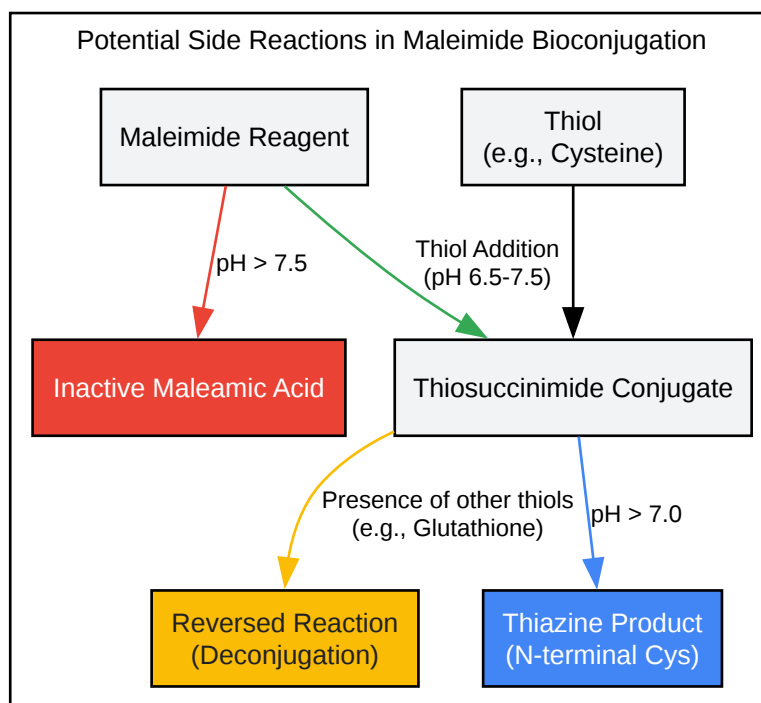 Potential Side Reactions in Maleimide Bioconjugation
Maleimide Reagent
Thiol
(e.g., Cysteine)
pH > 7.5
Thiol Addition
(pH 6.5-7.5)
Inactive Maleamic Acid
Thiosuccinimide Conjugate
Presence of other thiols
(e.g., Glutathione)
pH > 7.0
Reversed Reaction
(Deconjugation)
Thiazine Product
(N-terminal Cys)